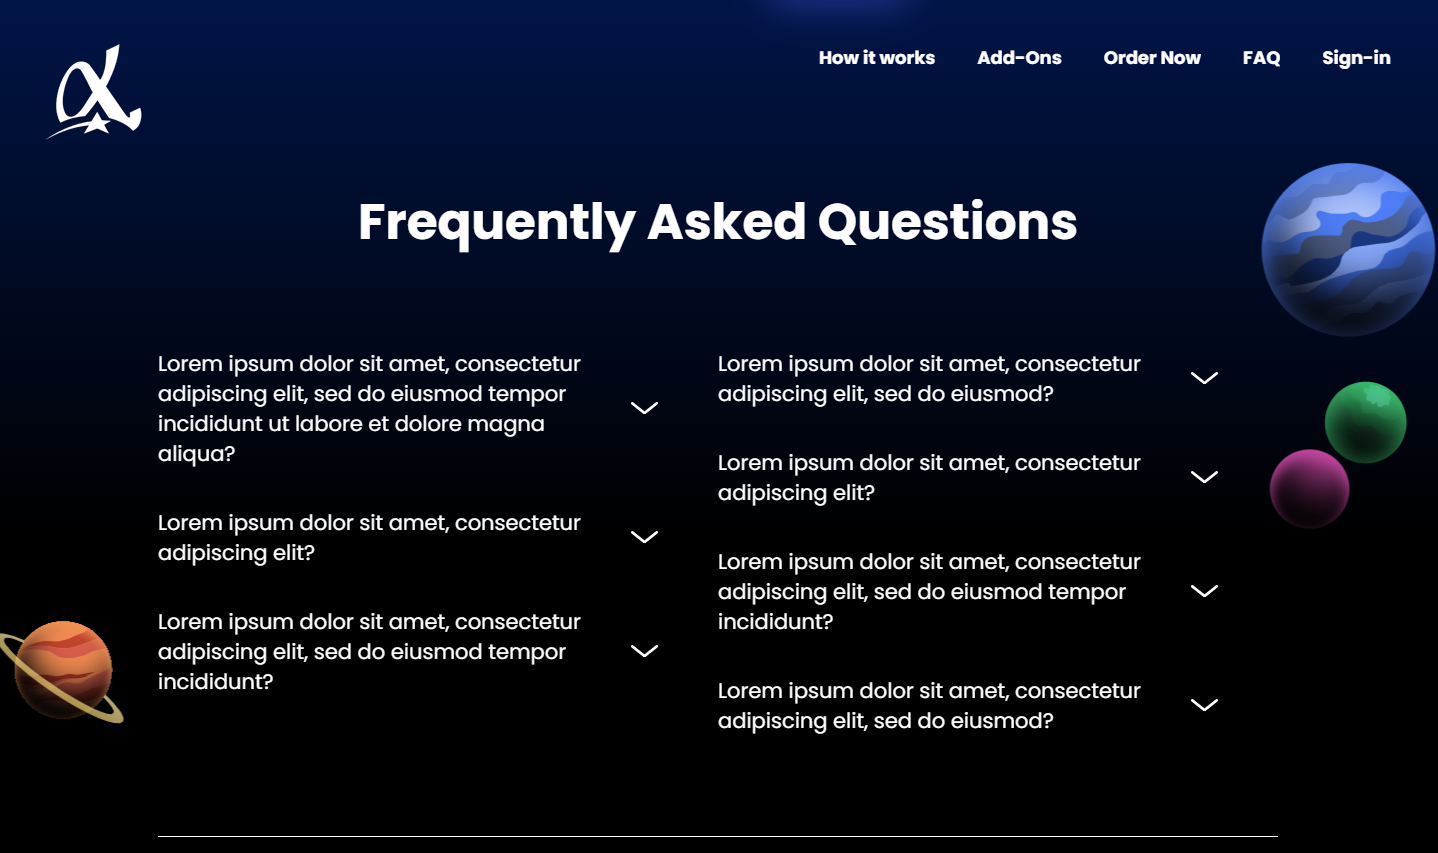 How it works Add-Ons Order Now FAQ Sign-in
Frequently Asked Questions
Lorem ipsum dolor sit amet, consectetur
adipiscing elit, sed do eiusmod tempor
incididunt ut labore et dolore magna
aliqua?
Lorem ipsum dolor sit amet, consectetur
adipiscing elit?
Lorem ipsum dolor sit amet, consectetur
adipiscing elit, sed do eiusmod tempor
incididunt?
Lorem ipsum dolor sit amet, consectetur
adipiscing elit, sed do eiusmod?
Lorem ipsum dolor sit amet, consectetur
adipiscing elit?
Lorem ipsum dolor sit amet, consectetur
adipiscing elit, sed do eiusmod tempor
incididunt?
Lorem ipsum dolor sit amet, consectetur
adipiscing elit, sed do eiusmod?